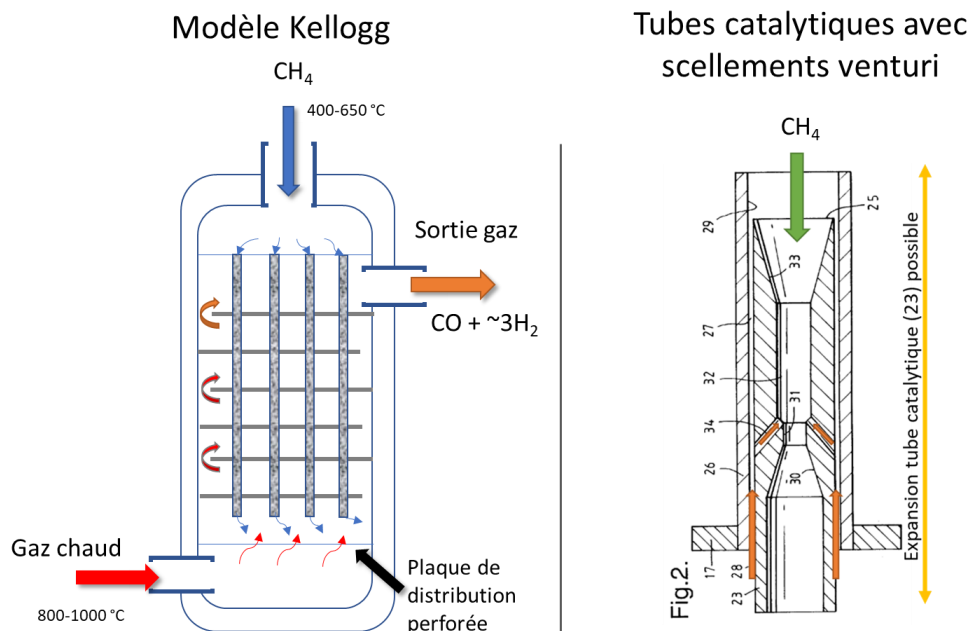 Modèle Kellogg
CH4
400-650 °C
Sortie gaz
CO + ~3H2
Gaz chaud
800-1000 °C
Plaque de
distribution
perforée
Tubes catalytiques avec
scellements venturi
CH4
25
29
33
27
32
31
34
26
30
17
28
23
Fig.2.
Expansion tube catalytique (23) possible